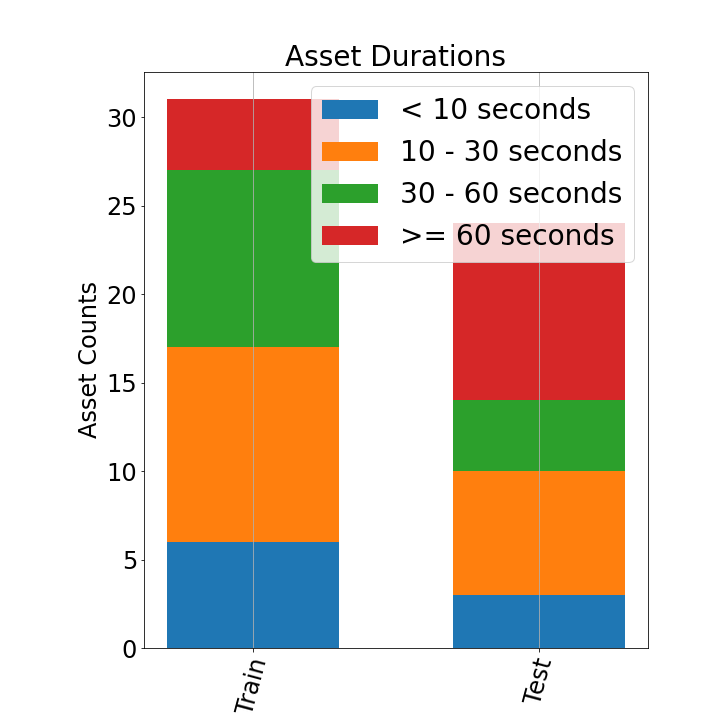 Asset Durations
30
25
20
15
10
5
0
Asset Counts
< 10 seconds
10 - 30 seconds
30 - 60 seconds
>= 60 seconds
Train
Test